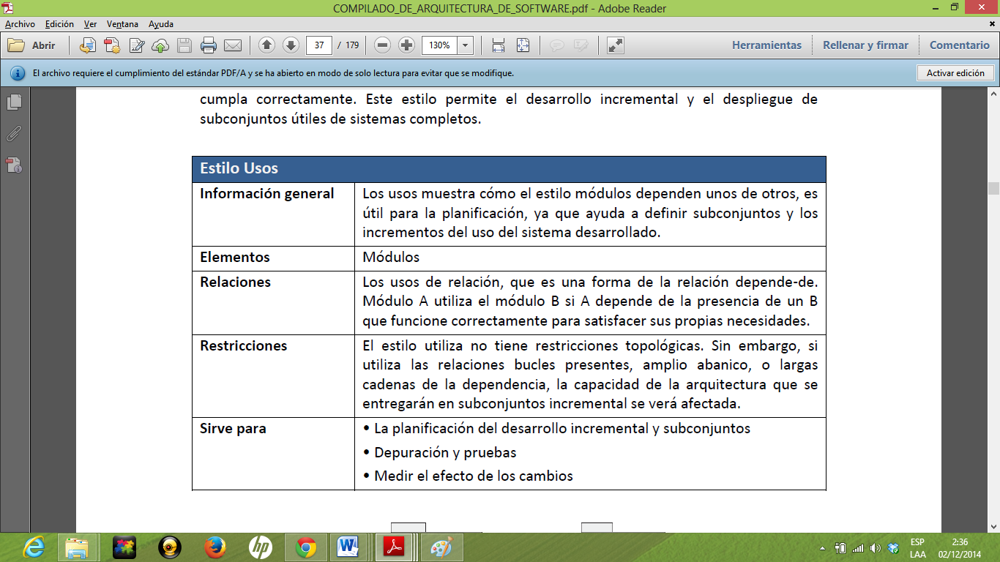 COMPILADO_DE_ARQUITECTURA_DE_SOFTWARE.pdf - Adobe Reader
Archivo Edición Ver Ventana Ayuda
Abrir 37 / 179 130% Herramientas Rellenar y firmar Comentario
El archivo requiere el cumplimiento del estándar PDF/A y se ha abierto en modo de solo lectura para evitar que se modifique. Activar edición
cumpla correctamente. Este estilo permite el desarrollo incremental y el despliegue de
subconjuntos útiles de sistemas completos.
Estilo Usos
Información general
Los usos muestra cómo el estilo módulos dependen unos de otros, es
útil para la planificación, ya que ayuda a definir subconjuntos y los
incrementos del uso del sistema desarrollado.
Elementos
Módulos
Relaciones
Los usos de relación, que es una forma de la relación depende-de.
Módulo A utiliza el módulo B si A depende de la presencia de un B
que funcione correctamente para satisfacer sus propias necesidades.
Restricciones
El estilo utiliza no tiene restricciones topológicas. Sin embargo, si
utiliza las relaciones bucles presentes, amplio abanico, o largas
cadenas de la dependencia, la capacidad de la arquitectura que se
entregarán en subconjuntos incremental se verá afectada.
Sirve para
• La planificación del desarrollo incremental y subconjuntos
• Depuración y pruebas
• Medir el efecto de los cambios
ESP 2:36
LAA 02/12/2014